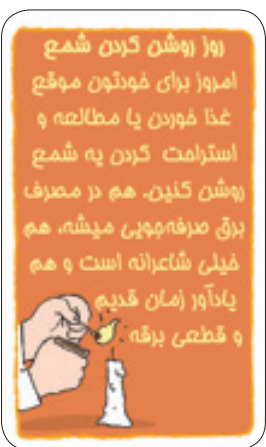 روز روشن کردن شمع
امروز برای خودتون موقع
غذا خوردن یا مطالعه و
استراحت کردن یه شمع
روشن کنین. هم در مصرف
برق صرفه‌جویی میشه، هم
خیلی شاعرانه است و هم
یادآور زمان قدیم
و قطعی برقه